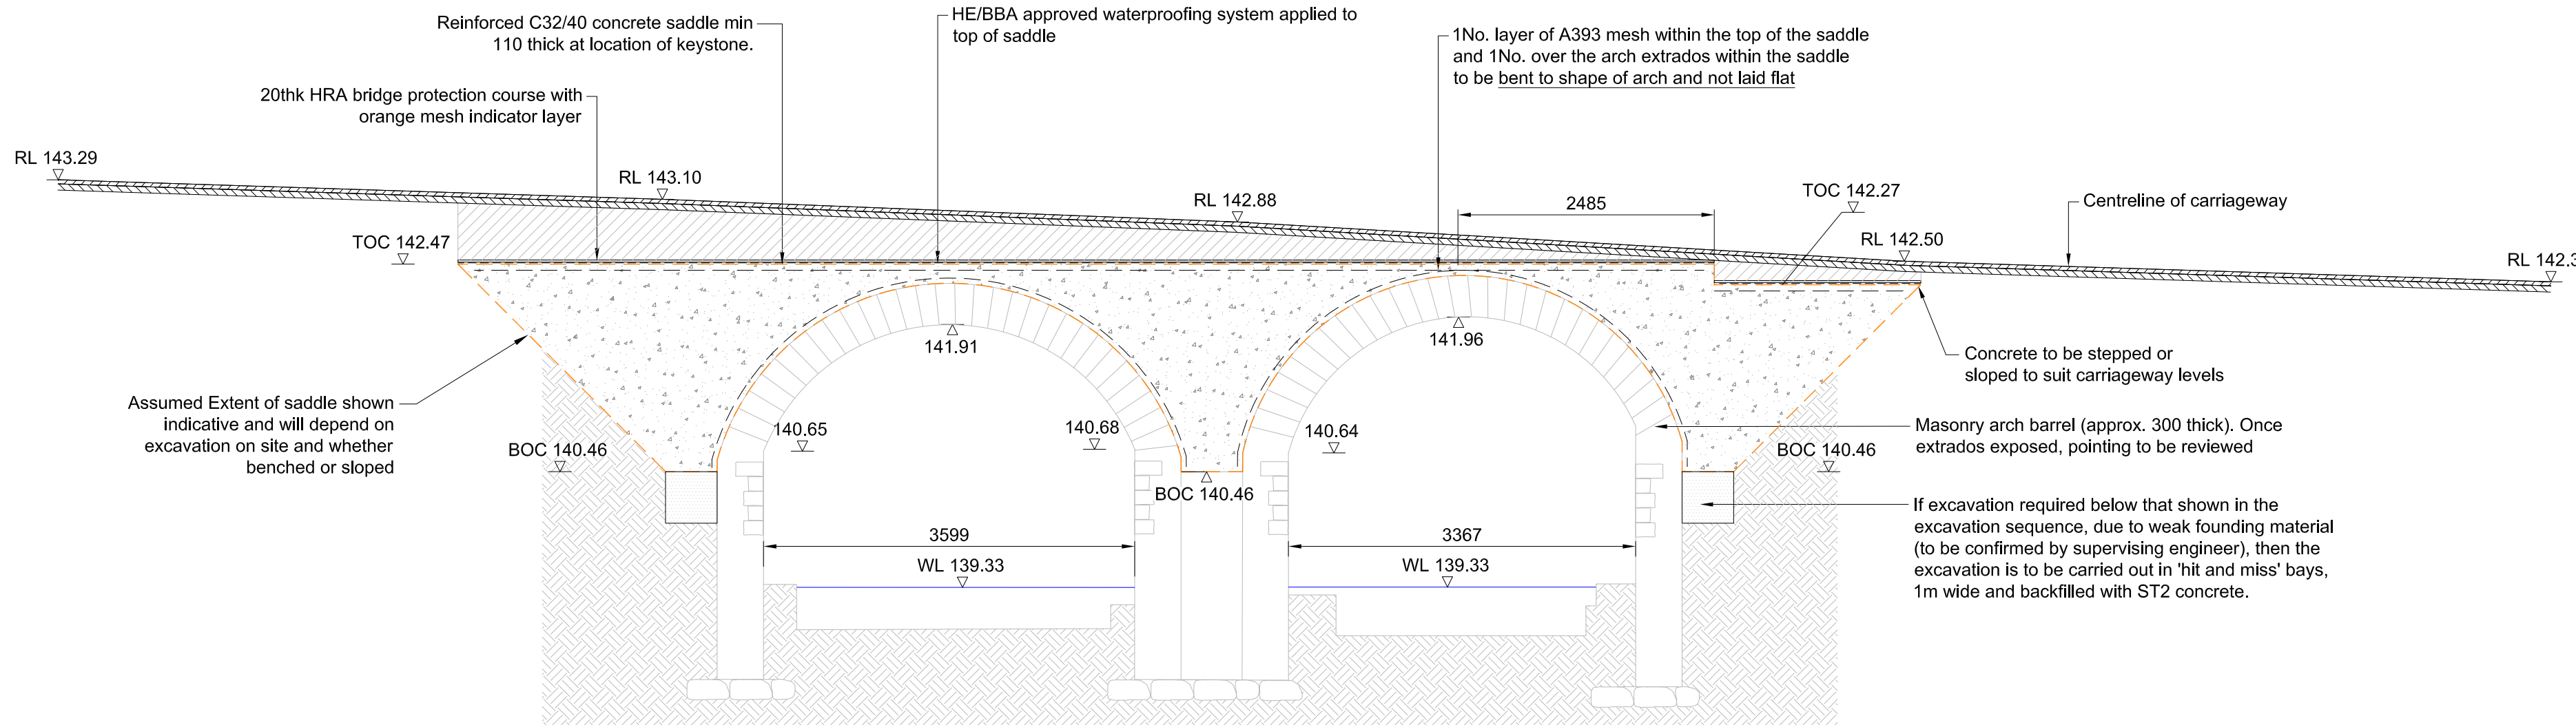 Reinforced C32/40 concrete saddle min
110 thick at location of keystone.
HE/BBA approved waterproofing system applied to
top of saddle
1No. layer of A393 mesh within the top of the saddle
and 1No. over the arch extrados within the saddle
to be bent to shape of arch and not laid flat
20thk HRA bridge protection course with
orange mesh indicator layer
RL 143.29
RL 143.10
RL 142.88
2485
TOC 142.27
Centreline of carriageway
TOC 142.47
RL 142.50
RL 142.3
141.91
141.96
Concrete to be stepped or
sloped to suit carriageway levels
Assumed Extent of saddle shown
indicative and will depend on
excavation on site and whether
benched or sloped
BOC 140.46
140.65
140.68
140.64
Masonry arch barrel (approx. 300 thick). Once
extrados exposed, pointing to be reviewed
BOC 140.46
BOC 140.46
If excavation required below that shown in the
excavation sequence, due to weak founding material
(to be confirmed by supervising engineer), then the
excavation is to be carried out in 'hit and miss' bays,
1m wide and backfilled with ST2 concrete.
3599
3367
WL 139.33
WL 139.33